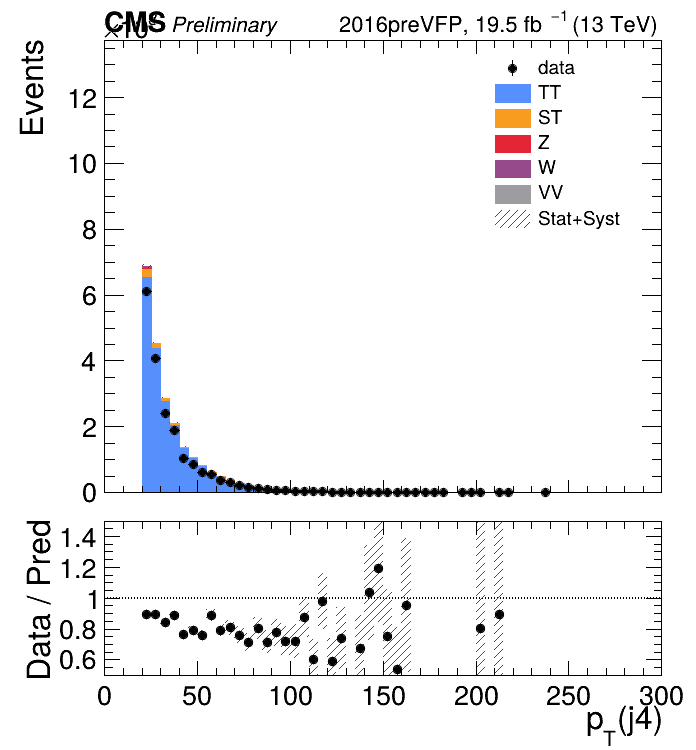 CMS Preliminary 2016preVFP, 19.5 fb⁻¹ (13 TeV)
Events
data
TT
ST
Z
W
VV
Stat+Syst
12
10
8
6
4
2
0
Data / Pred
1.4
1.2
1
0.8
0.6
0 50 100 150 200 250 300
p_T(j4)